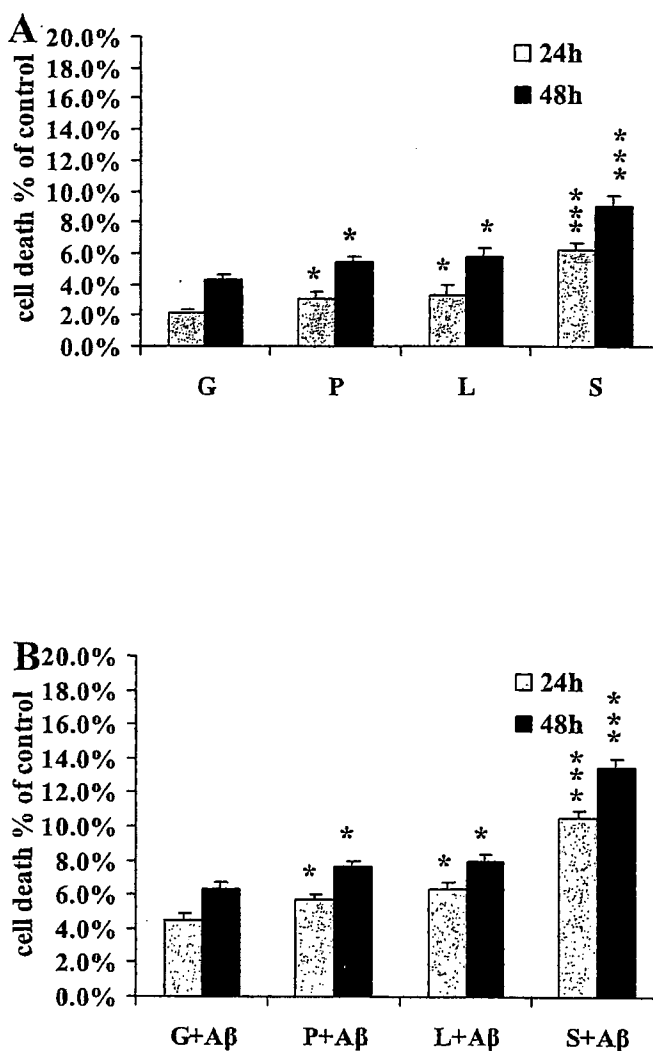 A
20.0%
18.0%
16.0%
14.0%
12.0%
10.0%
8.0%
6.0%
4.0%
2.0%
0.0%
cell death % of control
24h
48h
* * * * *** ***
G P L S
B
20.0%
18.0%
16.0%
14.0%
12.0%
10.0%
8.0%
6.0%
4.0%
2.0%
0.0%
cell death % of control
24h
48h
* * * * *** ***
G+Aβ P+Aβ L+Aβ S+Aβ